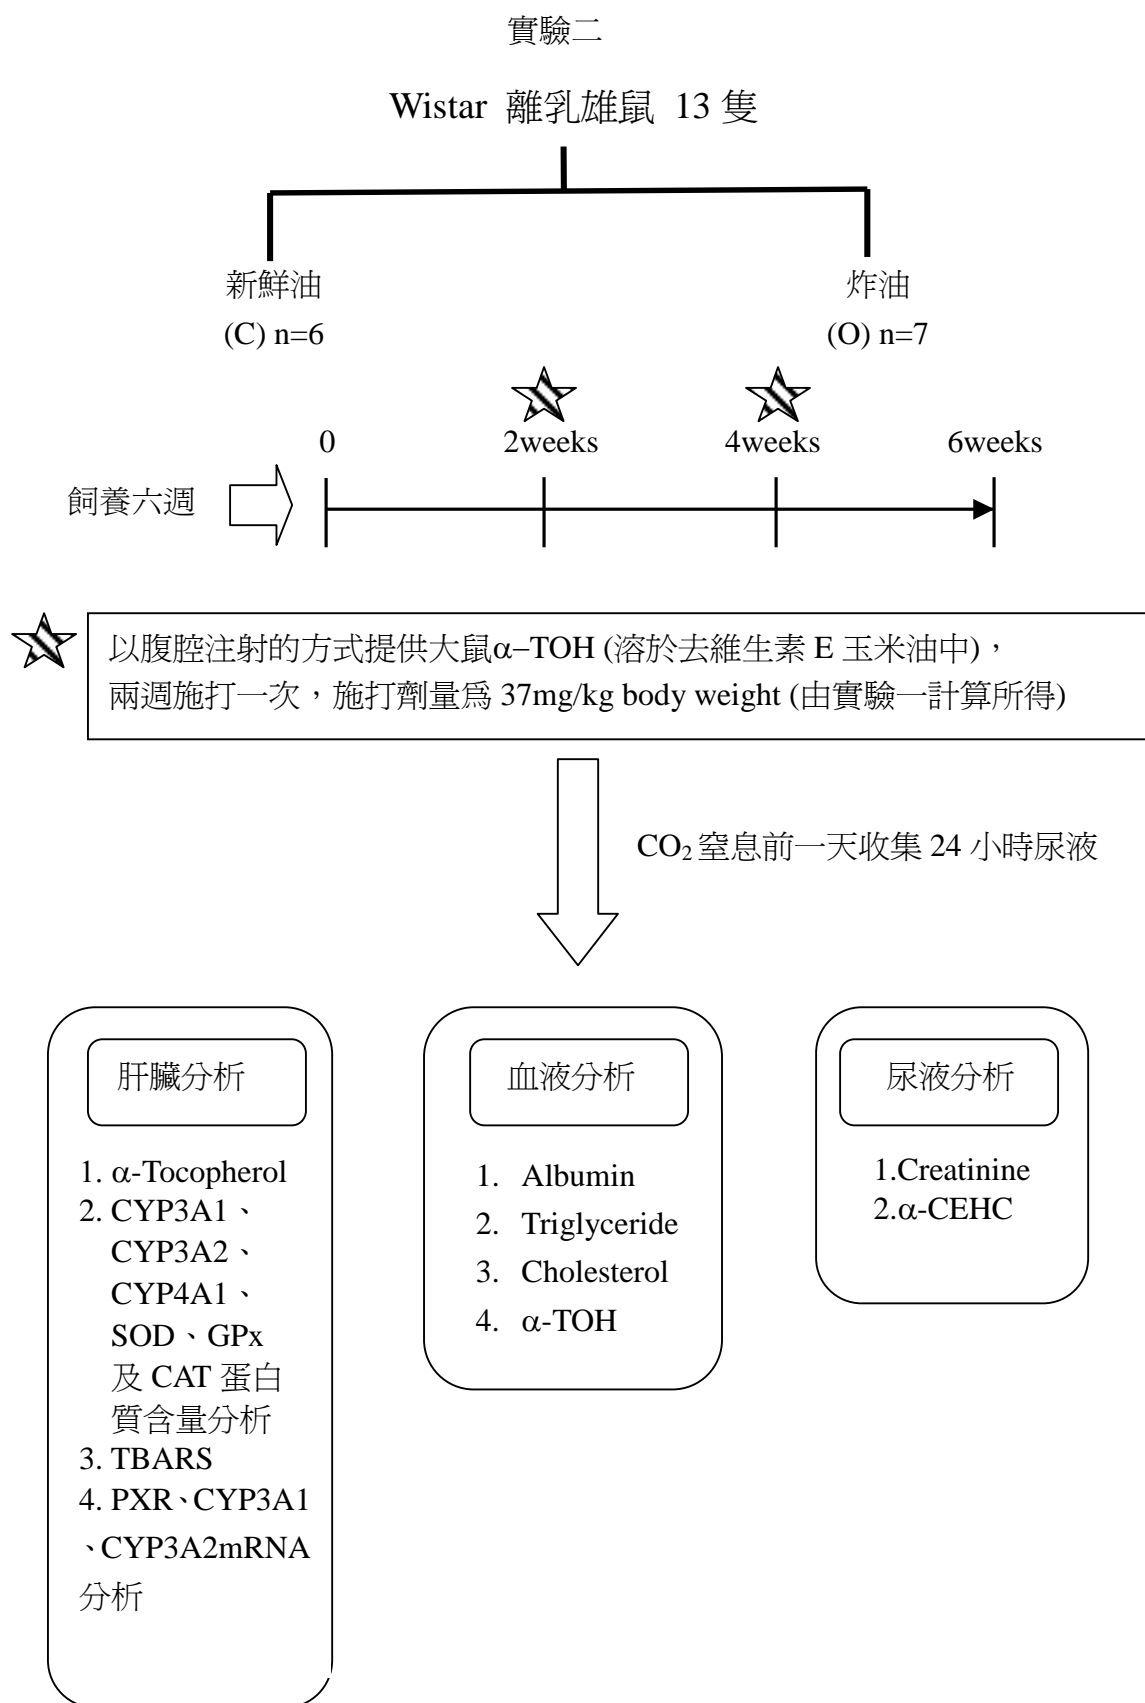 實驗二
Wistar 離乳雄鼠 13 隻
新鮮油
(C) n=6
炸油
(O) n=7
0
2weeks
4weeks
6weeks
飼養六週
以腹腔注射的方式提供大鼠α–TOH (溶於去維生素 E 玉米油中)，
兩週施打一次，施打劑量為 37mg/kg body weight (由實驗一計算所得)
CO₂ 窒息前一天收集 24 小時尿液
肝臟分析
1. α-Tocopherol
2. CYP3A1、
CYP3A2、
CYP4A1、
SOD、GPx
及 CAT 蛋白
質含量分析
3. TBARS
4. PXR、CYP3A1
、CYP3A2mRNA
分析
血液分析
1. Albumin
2. Triglyceride
3. Cholesterol
4. α-TOH
尿液分析
1.Creatinine
2.α-CEHC